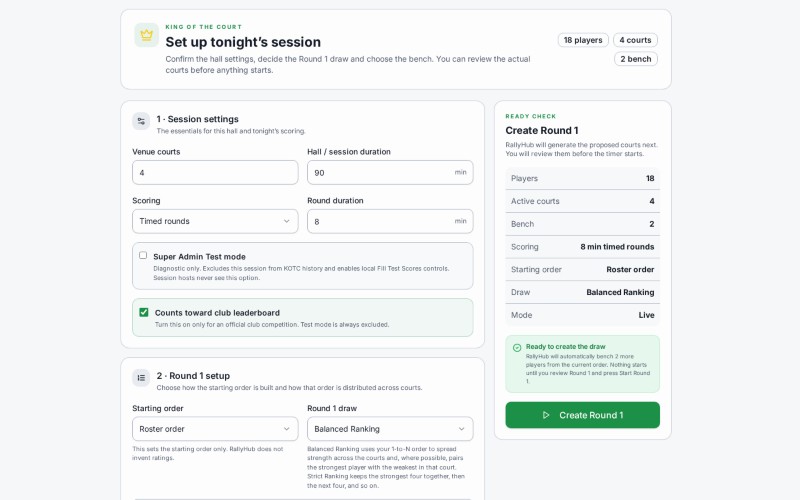 KING OF THE COURT
Set up tonight's session
Confirm the hall settings, decide the Round 1 draw and choose the bench. You can review the actual
courts before anything starts.
18 players
4 courts
2 bench
1 · Session settings
The essentials for this hall and tonight's scoring.
Venue courts
Hall / session duration
4
90
min
Scoring
Round duration
Timed rounds
8
min
Super Admin Test mode
Diagnostic only. Excludes this session from KOTC history and enables local Fill Test Scores controls.
Session hosts never see this option.
Counts toward club leaderboard
Turn this on only for an official club competition. Test mode is always excluded.
2 · Round 1 setup
Choose how the starting order is built and how that order is distributed across courts.
Starting order
Round 1 draw
Roster order
Balanced Ranking
This sets the starting order only. RallyHub does not
invent ratings.
Balanced Ranking uses your 1-to-N order to spread
strength across the courts and, where possible, pairs
the strongest player with the weakest in that court.
Strict Ranking keeps the strongest four together, then
the next four, and so on.
READY CHECK
Create Round 1
RallyHub will generate the proposed courts next.
You will review them before the timer starts.
Players
18
Active courts
4
Bench
2
Scoring
8 min timed rounds
Starting order
Roster order
Draw
Balanced Ranking
Mode
Live
Ready to create the draw
RallyHub will automatically bench 2 more
players from the current order. Nothing starts
until you review Round 1 and press Start Round
1.
Create Round 1